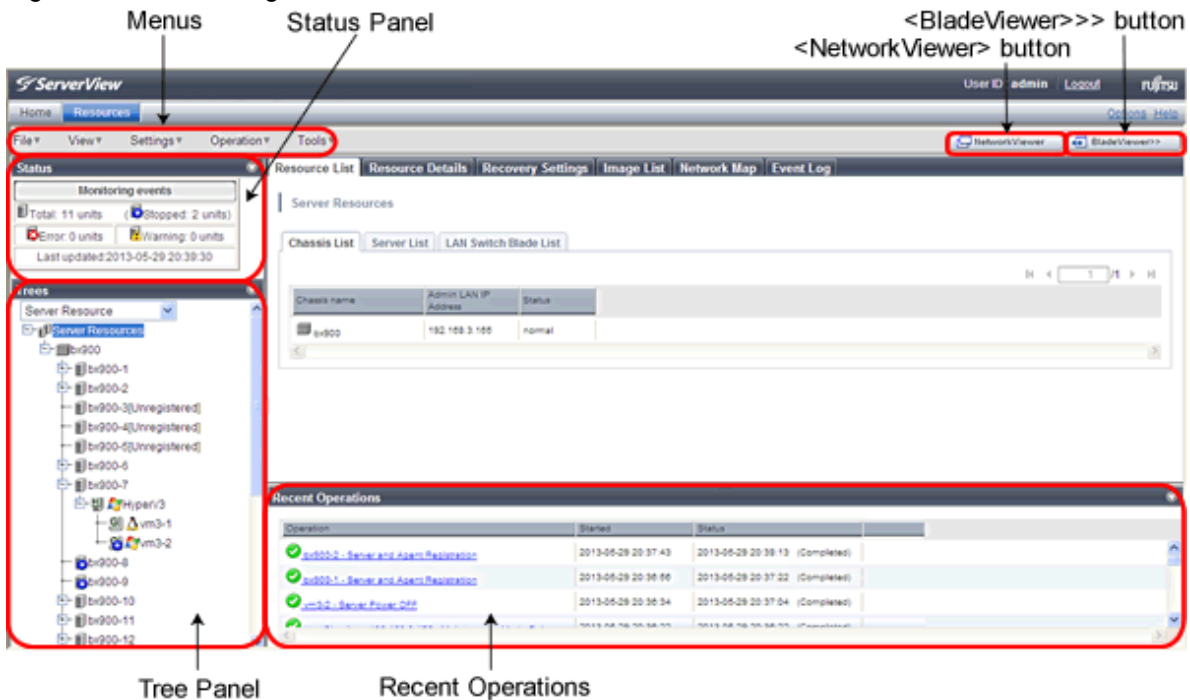 Menus
Status Panel
<BladeViewer>>> button
<NetworkViewer> button
ServerView
User ID admin Logout FUJITSU
Home Resources
Options Help
File View Settings Operation Tools
NetworkViewer BladeViewer>>
Status
Monitoring events
Total: 11 units (Stopped: 2 units)
Error: 0 units Warning: 0 units
Last updated:2013-05-29 20:39:30
Resource List Resource Details Recovery Settings Image List Network Map Event Log
Server Resources
Chassis List Server List LAN Switch Blade List
1 /1
Chassis name Admin LAN IP Address Status
bx900 192.168.3.166 normal
Trees
Server Resource
Server Resources
bx900
bx900-1
bx900-2
bx900-3[Unregistered]
bx900-4[Unregistered]
bx900-5[Unregistered]
bx900-6
bx900-7
HyperV3
vm3-1
vm3-2
bx900-8
bx900-9
bx900-10
bx900-11
bx900-12
Recent Operations
Operation Started Status
bx900-2 - Server and Agent Registration 2013-05-29 20:37:43 2013-05-29 20:38:13 (Completed)
bx900-1 - Server and Agent Registration 2013-05-29 20:36:56 2013-05-29 20:37:22 (Completed)
vm3-2 - Server Power OFF 2013-05-29 20:36:34 2013-05-29 20:37:04 (Completed)
Tree Panel
Recent Operations